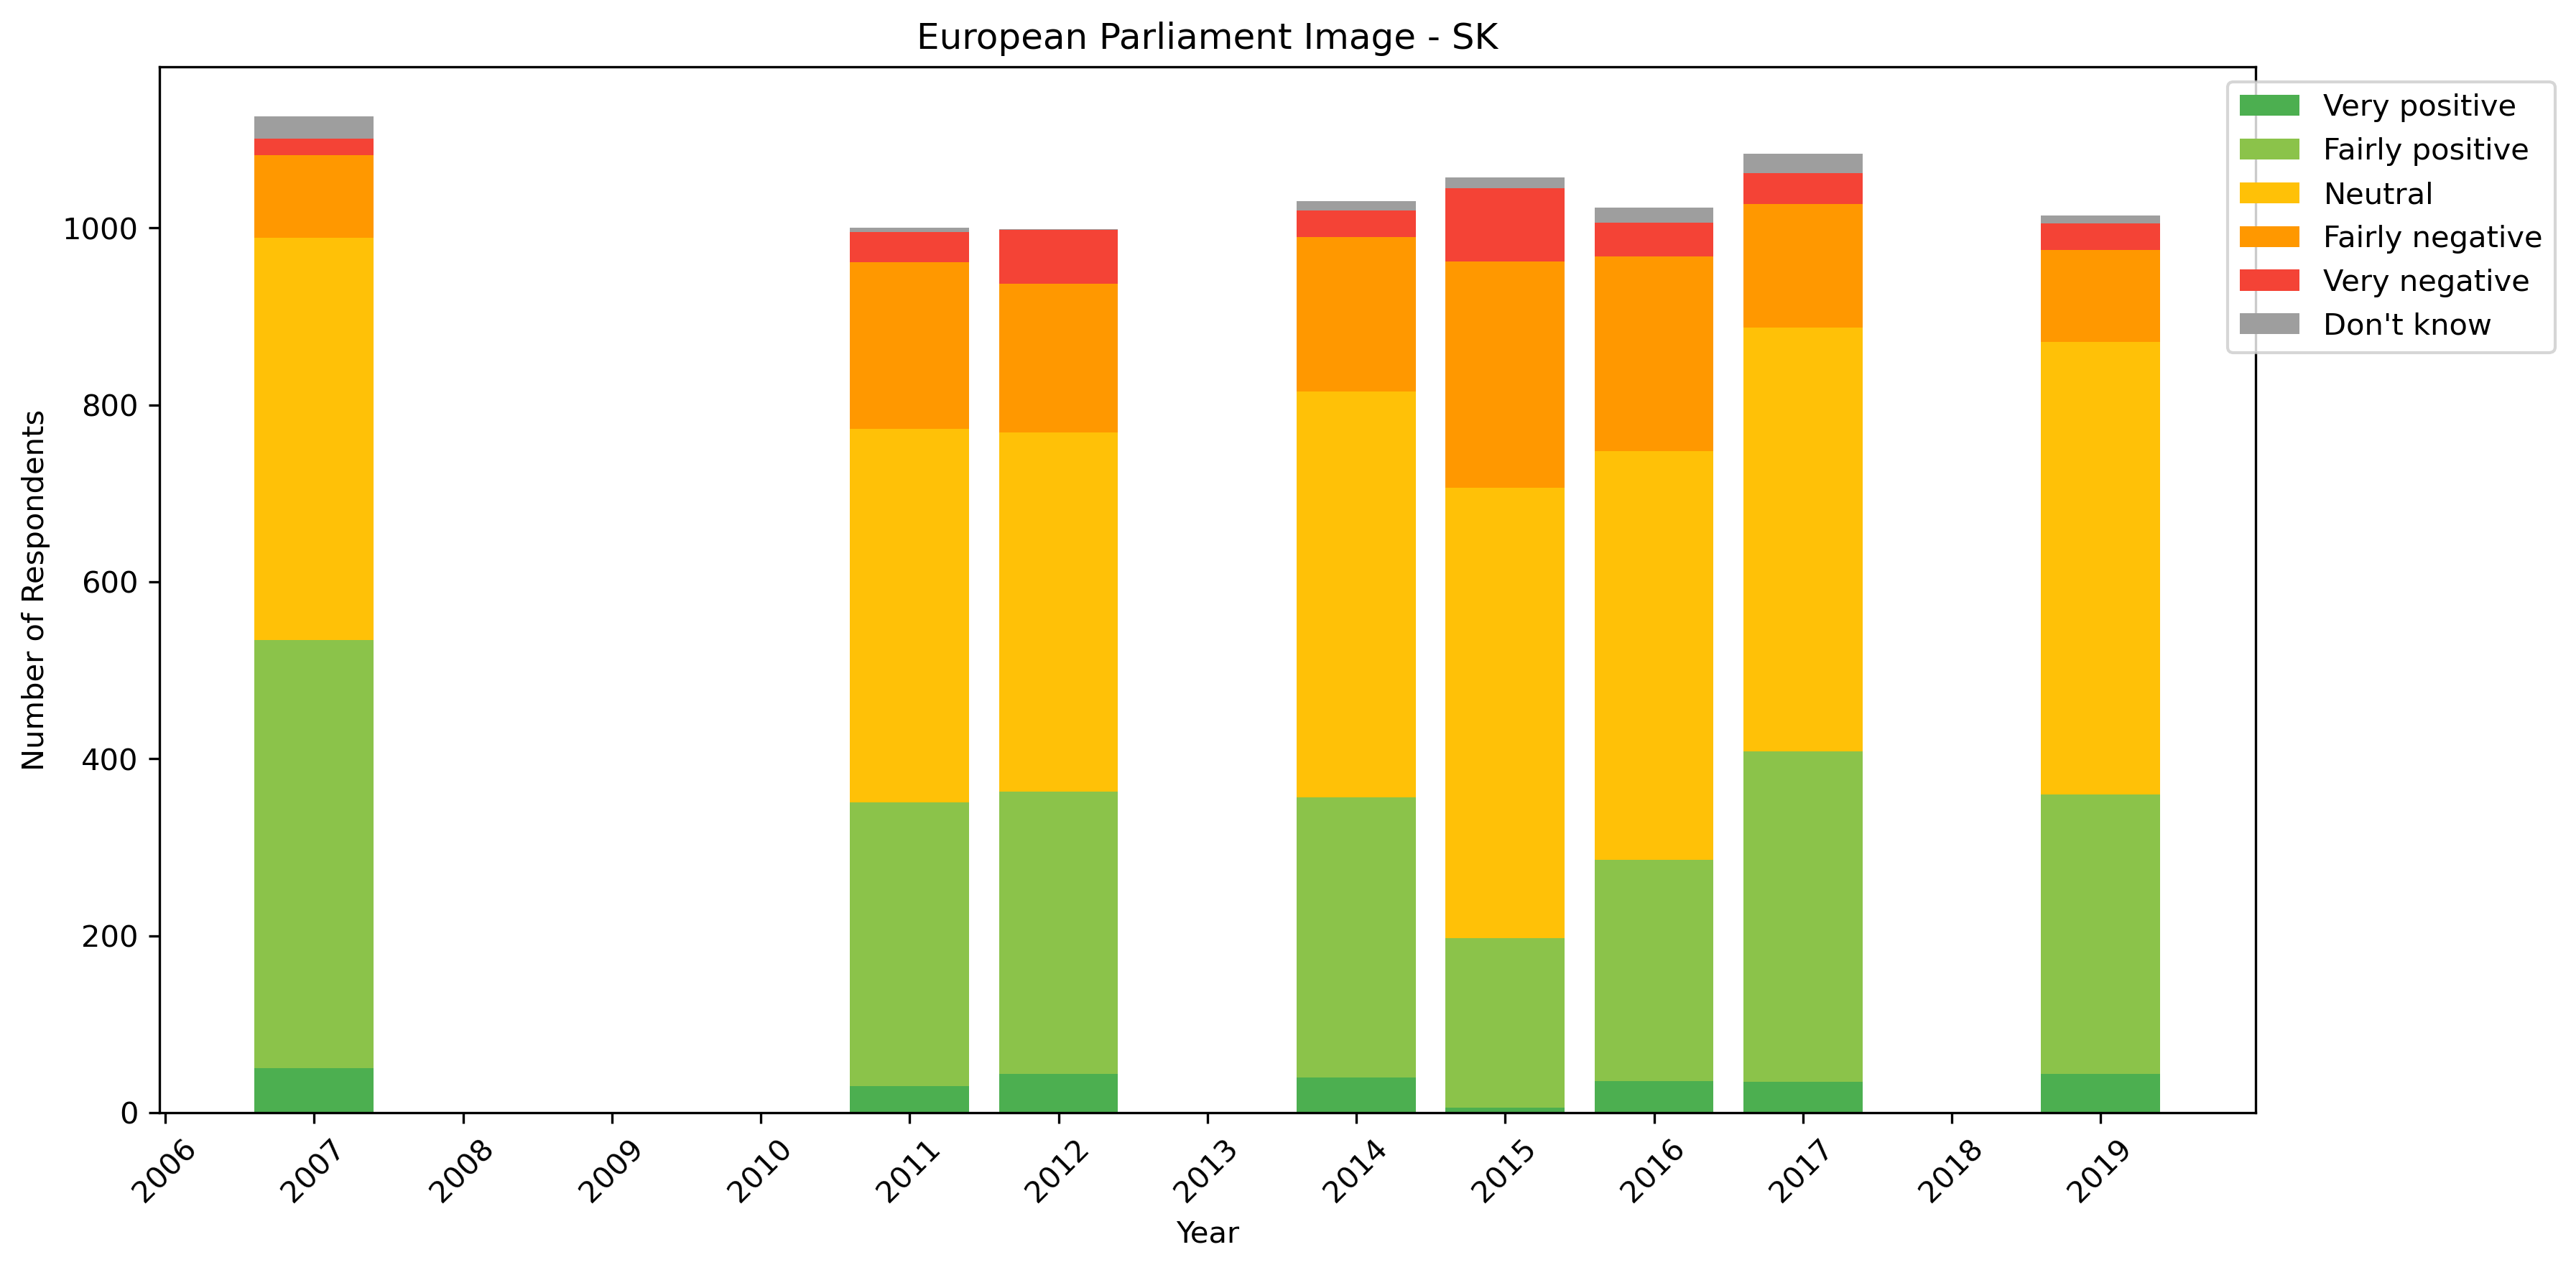 European Parliament Image - SK
Very positive
Fairly positive
Neutral
Fairly negative
Very negative
Don't know
Number of Respondents
1000
800
600
400
200
0
2006
2007
2008
2009
2010
2011
2012
2013
2014
2015
2016
2017
2018
2019
Year